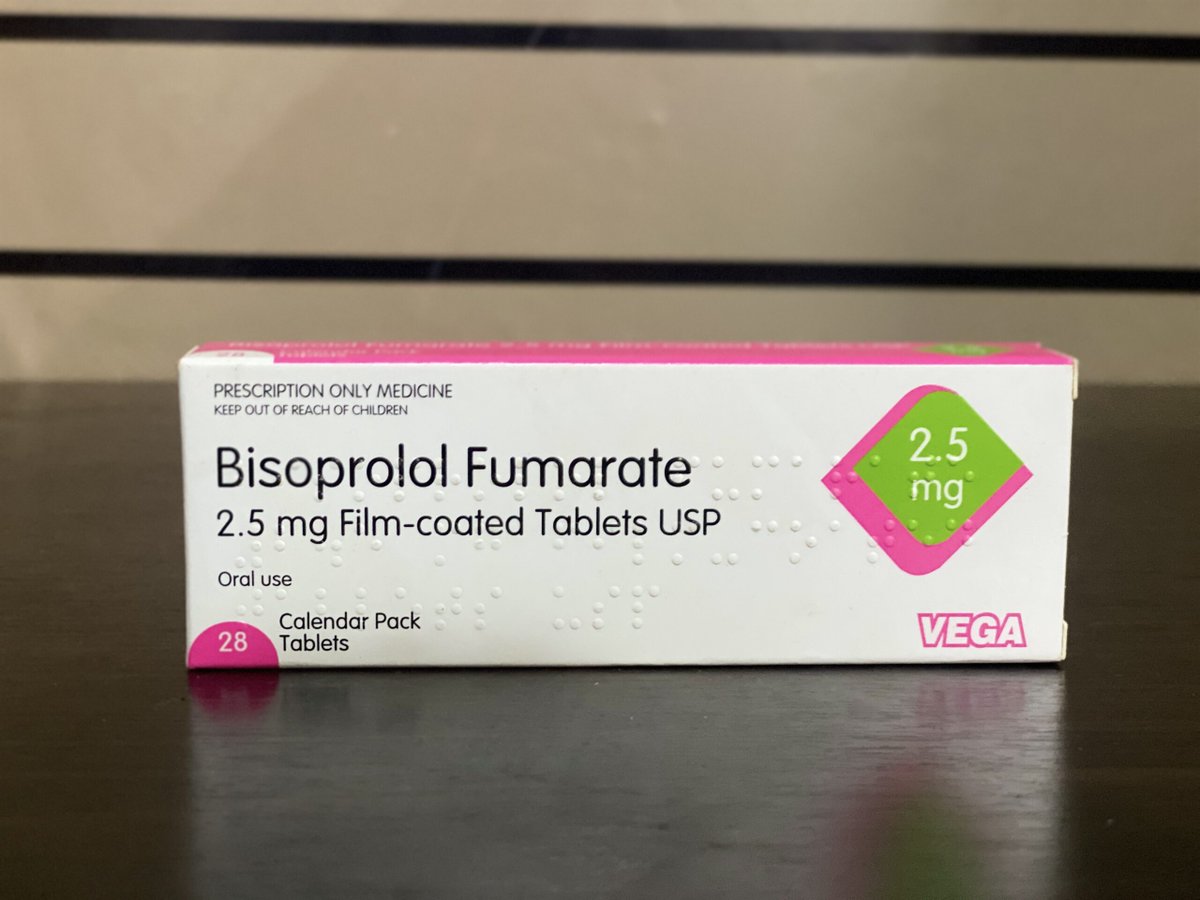 PRESCRIPTION ONLY MEDICINE
KEEP OUT OF REACH OF CHILDREN
Bisoprolol Fumarate
2.5 mg Film-coated Tablets USP
Oral use
28
Calendar Pack
Tablets
2.5
mg
VEGA